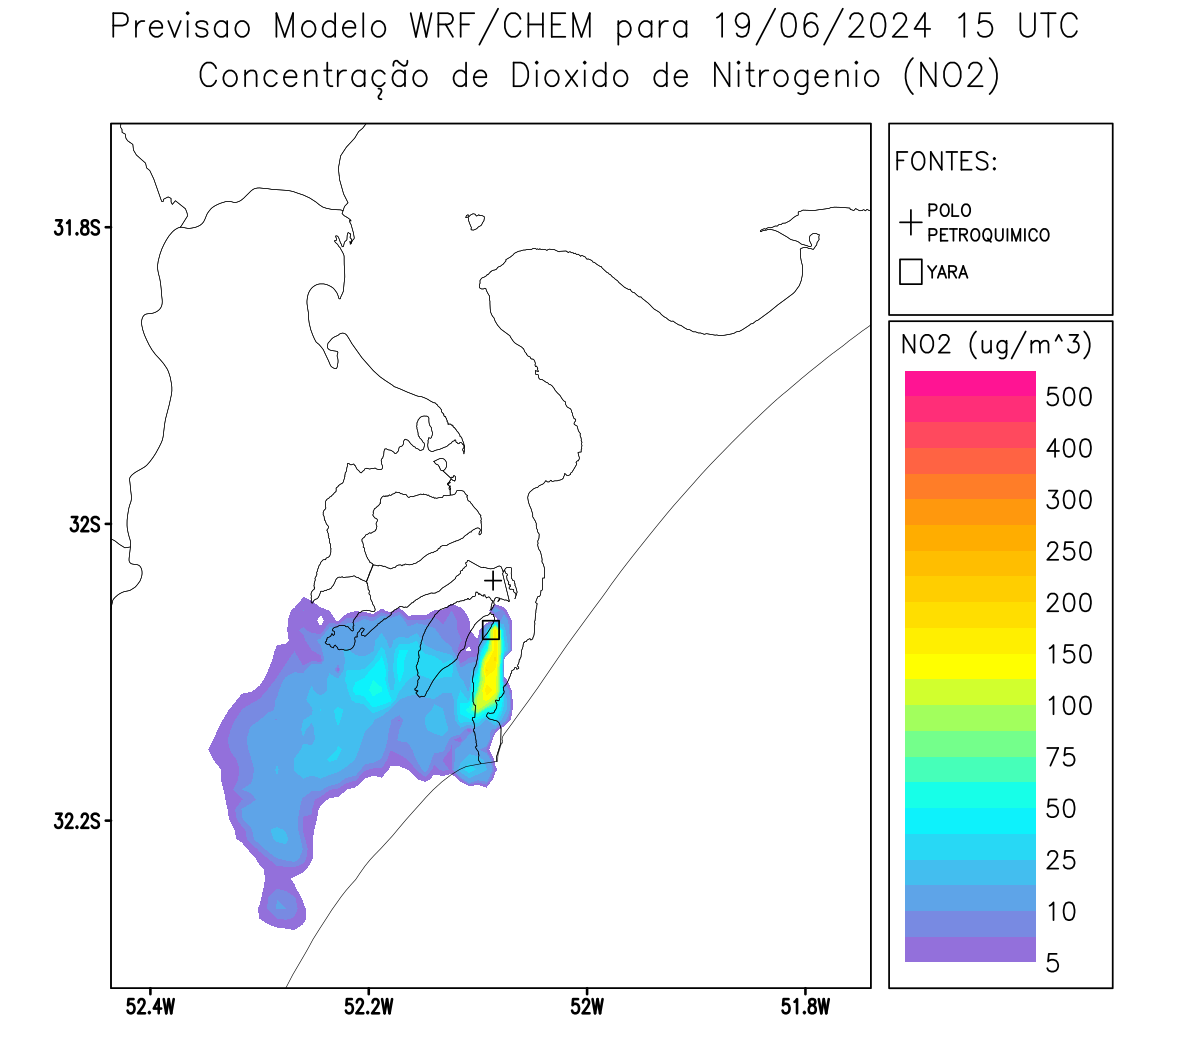 Previsao Modelo WRF/CHEM para 19/06/2024 15 UTC
Concentração de Dioxido de Nitrogenio (NO2)
FONTES:
POLO
PETROQUIMICO
YARA
NO2 (ug/m^3)
500
400
300
250
200
150
100
75
50
25
10
5
31.8S
32S
32.2S
52.4W
52.2W
52W
51.8W